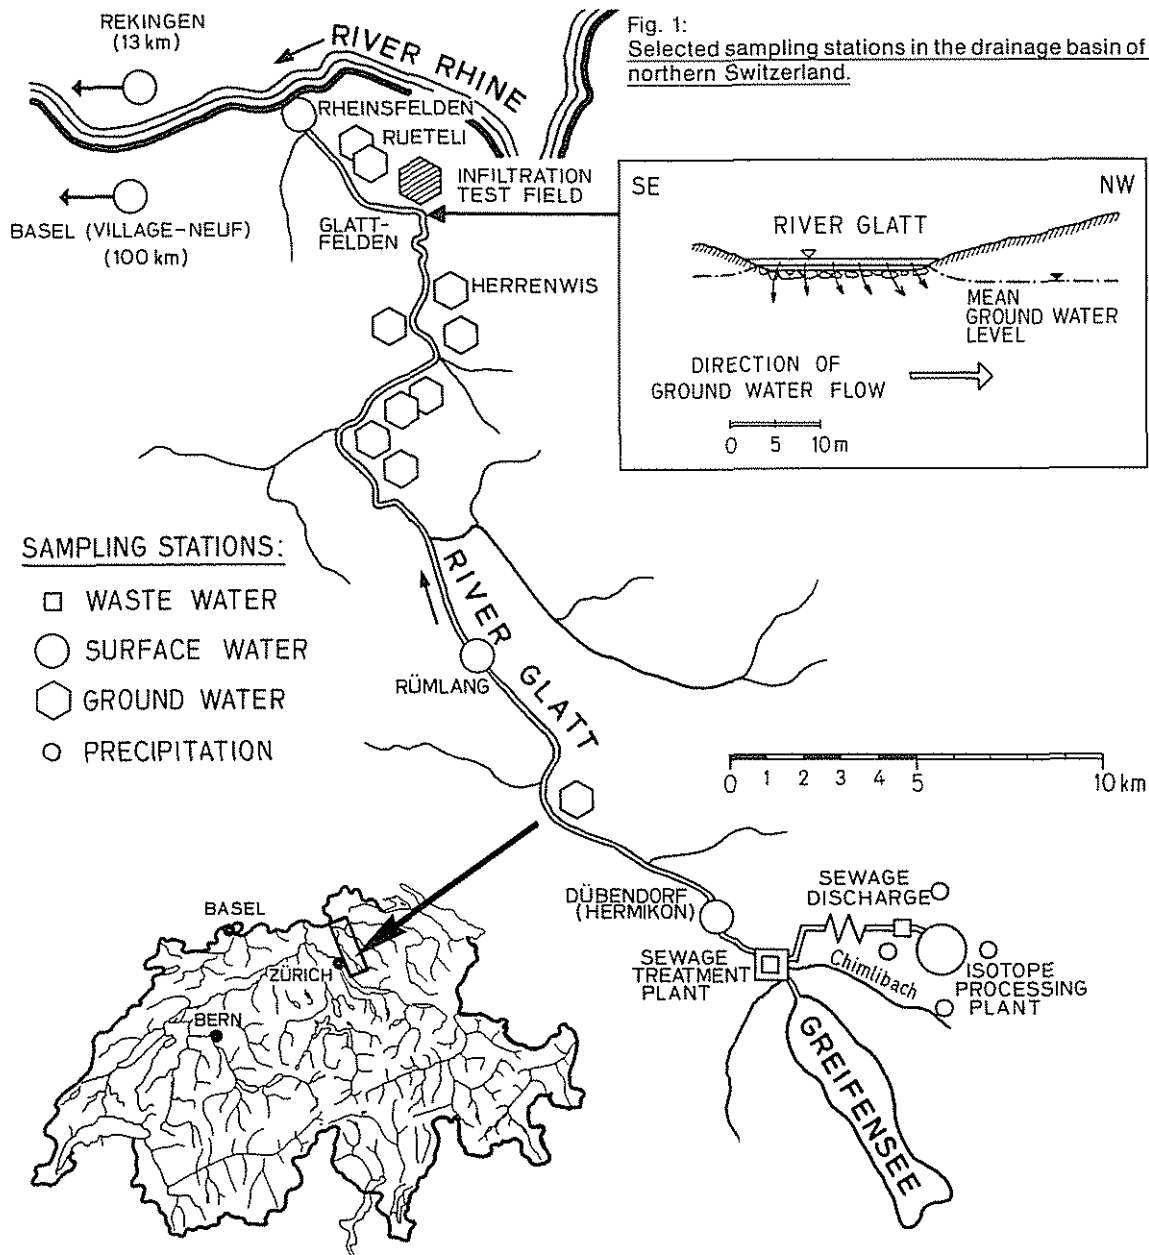 REKINGEN
(13 km)
RIVER RHINE
Fig. 1:
Selected sampling stations in the drainage basin of
northern Switzerland.
RHEINSFELDEN
RUETELI
INFILTRATION
TEST FIELD
BASEL (VILLAGE-NEUF)
(100 km)
GLATT-
FELDEN
HERRENWIS
SE
NW
RIVER GLATT
MEAN
GROUND WATER
LEVEL
DIRECTION OF
GROUND WATER FLOW
0 5 10 m
SAMPLING STATIONS:
WASTE WATER
SURFACE WATER
GROUND WATER
PRECIPITATION
RIVER GLATT
RÜMLANG
0 1 2 3 4 5 10 km
DÜBENDORF
(HERMIKON)
SEWAGE
DISCHARGE
SEWAGE
TREATMENT
PLANT
Chimlibach
ISOTOPE
PROCESSING
PLANT
GREIFENSEE
BASEL
ZÜRICH
BERN